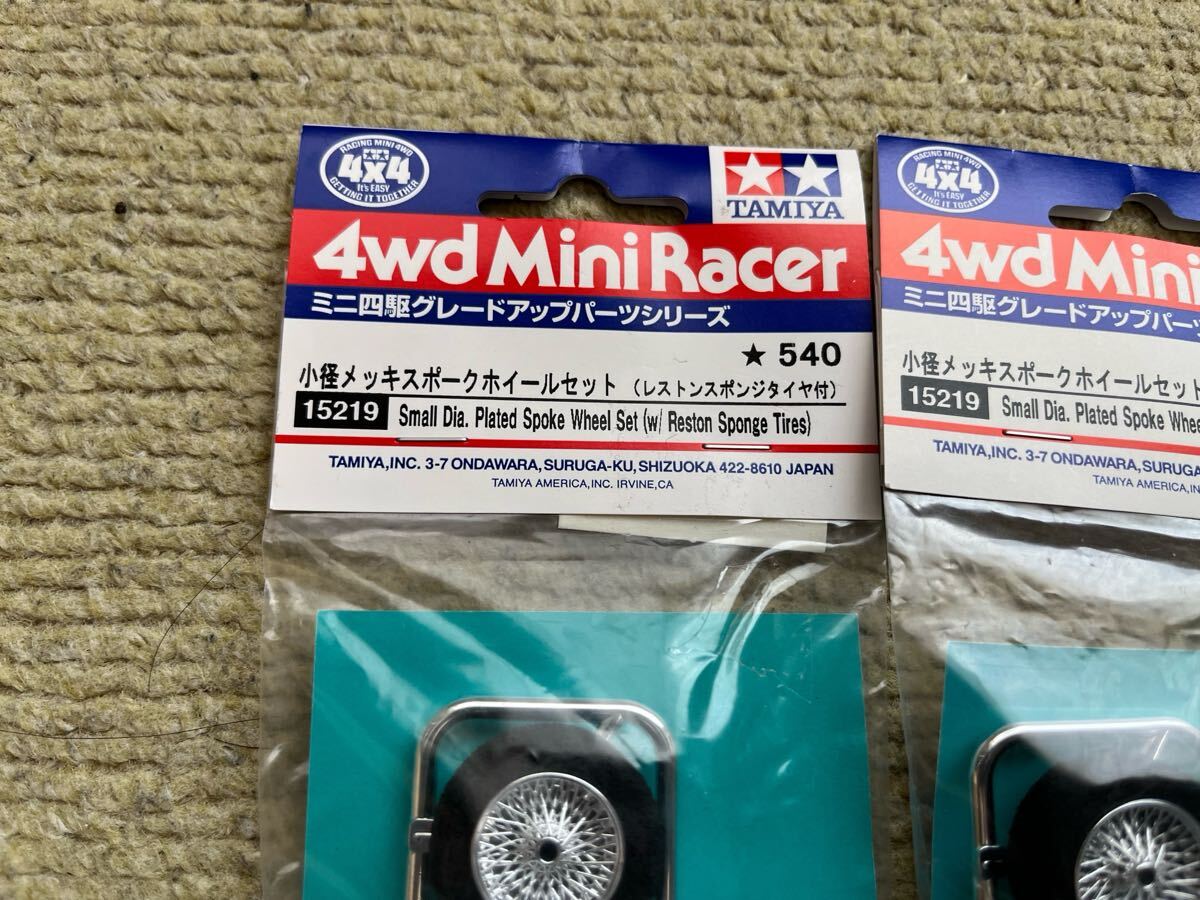 RACING MINI 4WD
4x4
It's EASY
GETTING IT TOGETHER
TAMIYA
4wd Mini Racer
ミニ四駆グレードアップパーツシリーズ
★ 540
小径メッキスポークホイールセット (レストンスポンジタイヤ付)
15219 Small Dia. Plated Spoke Wheel Set (w/ Reston Sponge Tires)
TAMIYA,INC. 3-7 ONDAWARA, SURUGA-KU, SHIZUOKA 422-8610 JAPAN
TAMIYA AMERICA,INC. IRVINE,CA
RACING MINI 4WD
4x4
It's EASY
GETTING IT TOGETHER
4wd Mini
ミニ四駆グレードアップパーツ
小径メッキスポークホイールセット
15219 Small Dia. Plated Spoke Whee
TAMIYA,INC. 3-7 ONDAWARA, SURUGA
TAMIYA AMERICA,IN